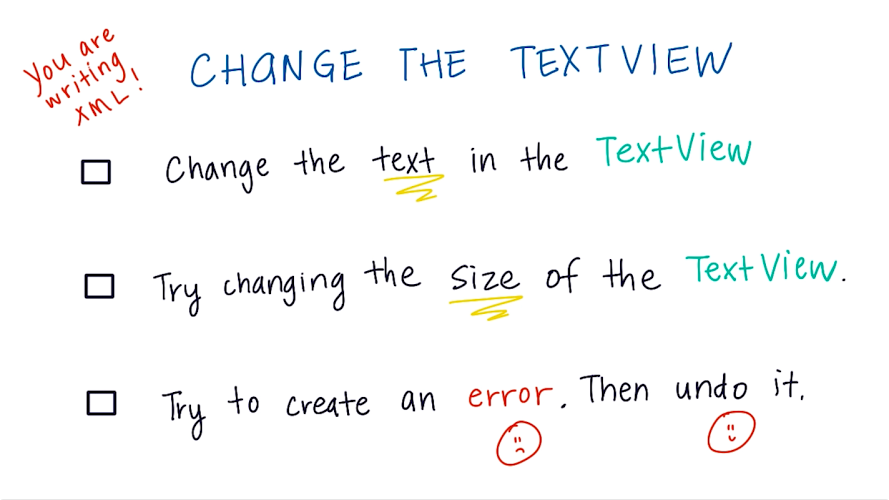 You are
writing
XML!
CHANGE THE TEXTVIEW
Change the text in the TextView
Try changing the size of the TextView.
Try to create an error. Then undo it.